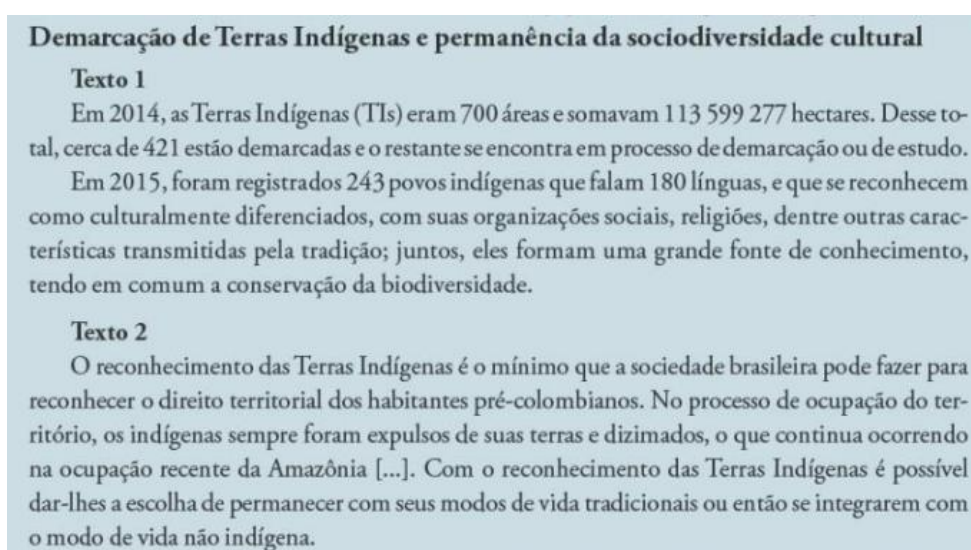 Demarcação de Terras Indígenas e permanência da sociodiversidade cultural
Texto 1
Em 2014, as Terras Indígenas (TIs) eram 700 áreas e somavam 113 599 277 hectares. Desse to-
tal, cerca de 421 estão demarcadas e o restante se encontra em processo de demarcação ou de estudo.
Em 2015, foram registrados 243 povos indígenas que falam 180 línguas, e que se reconhecem
como culturalmente diferenciados, com suas organizações sociais, religiões, dentre outras carac-
terísticas transmitidas pela tradição; juntos, eles formam uma grande fonte de conhecimento,
tendo em comum a conservação da biodiversidade.
Texto 2
O reconhecimento das Terras Indígenas é o mínimo que a sociedade brasileira pode fazer para
reconhecer o direito territorial dos habitantes pré-colombianos. No processo de ocupação do ter-
ritório, os indígenas sempre foram expulsos de suas terras e dizimados, o que continua ocorrendo
na ocupação recente da Amazônia [...]. Com o reconhecimento das Terras Indígenas é possível
dar-lhes a escolha de permanecer com seus modos de vida tradicionais ou então se integrarem com
o modo de vida não indígena.